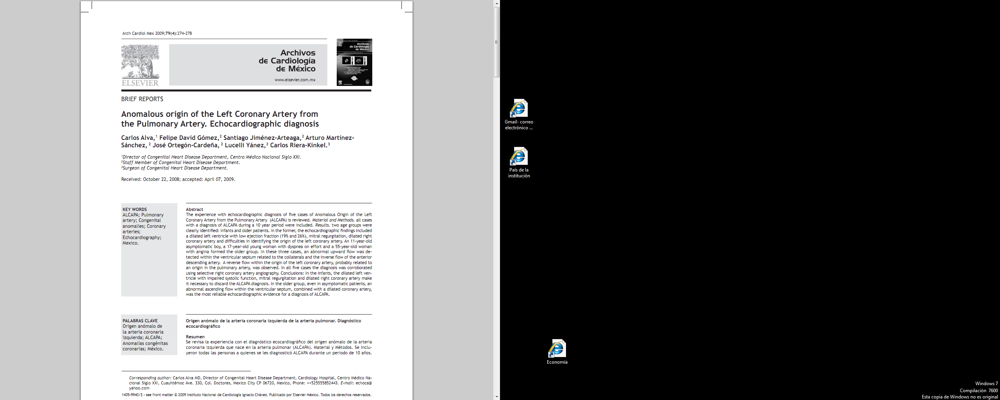 Arch Cardiol Mex 2009;79(4):274-278
Archivos
de Cardiología
de México
www.elsevier.com.mx
ELSEVIER
Archivos
de Cardiología
de México
BRIEF REPORTS
Anomalous origin of the Left Coronary Artery from
the Pulmonary Artery. Echocardiographic diagnosis
Carlos Alva,1 Felipe David Gómez,2 Santiago Jiménez-Arteaga,2 Arturo Martínez-
Sánchez, 2 José Ortegón-Cardeña, 2 Lucelli Yánez,2 Carlos Riera-Kinkel.3
1Director of Congenital Heart Disease Department, Centro Médico Nacional Siglo XXI.
2Staff Member of Congenital Heart Disease Department.
3Surgeon of Congenital Heart Disease Department.
Received: October 22, 2008; accepted: April 07, 2009.
KEY WORDS
ALCAPA; Pulmonary
artery; Congenital
anomalies; Coronary
arteries;
Echocardiography;
Mexico.
Abstract
The experience with echocardiographic diagnosis of five cases of Anomalous Origin of the Left
Coronary Artery from the Pulmonary Artery (ALCAPA) is reviewed. Material and Methods. all cases
with a diagnosis of ALCAPA during a 10 year period were included. Results. two age groups were
clearly identified: infants and older patients. In the former, the echocardiographic findings included
a dilated left ventricle with low ejection fraction (19% and 26%), mitral regurgitation, dilated right
coronary artery and difficulties in identifying the origin of the left coronary artery. An 11-year-old
asymptomatic boy, a 17-year-old young woman with dyspnea on effort and a 55-year-old woman
with angina formed the older group. In these three cases, an abnormal upward flow was de-
tected within the ventricular septum related to the collaterals and the inverse flow of the anterior
descending artery. A reverse flow within the origin of the left coronary artery, probably related to
an origin in the pulmonary artery, was observed. In all five cases the diagnosis was corroborated
using selective right coronary artery angiography. Conclusions: In the infants, the dilated left ven-
tricle with impaired systolic function, mitral regurgitation and dilated right coronary artery make
it necessary to discard the ALCAPA diagnosis. In the older group, even in asymptomatic patients, an
abnormal ascending flow within the ventricular septum, combined with a dilated coronary artery,
was the most reliable echocardiographic evidence for a diagnosis of ALCAPA.
PALABRAS CLAVE
Origen anómalo de
la arteria coronaria
izquierda; ALCAPA;
Anomalías congénitas
coronarias; México.
Origen anómalo de la arteria coronaria izquierda de la arteria pulmonar. Diagnóstico
ecocardiográfico
Resumen
Se revisa la experiencia con el diagnóstico ecocardiográfico del origen anómalo de la arteria
coronaria izquierda que nace en la arteria pulmonar (ALCAPA). Material y Métodos. Se inclu-
yeron todas las personas a quienes se les diagnosticó ALCAPA durante un periodo de 10 años.
Corresponding author: Carlos Alva MD, Director of Congenital Heart Disease Department, Cardiology Hospital, Centro Médico Na-
cional Siglo XXI, Cuauhtémoc Ave. 330, Col. Doctores, Mexico City CP 06720, Mexico, Phone: ++525555852443. E-mail: echoca@
yahoo.com
1405-9940/$ - see front matter © 2009 Instituto Nacional de Cardiología Ignacio Chávez. Publicado por Elsevier México. Todos los derechos reservados.
Gmail- correo
electrónico ...
País de la
institución
Economía
Windows 7
Compilación 7600
Esta copia de Windows no es original